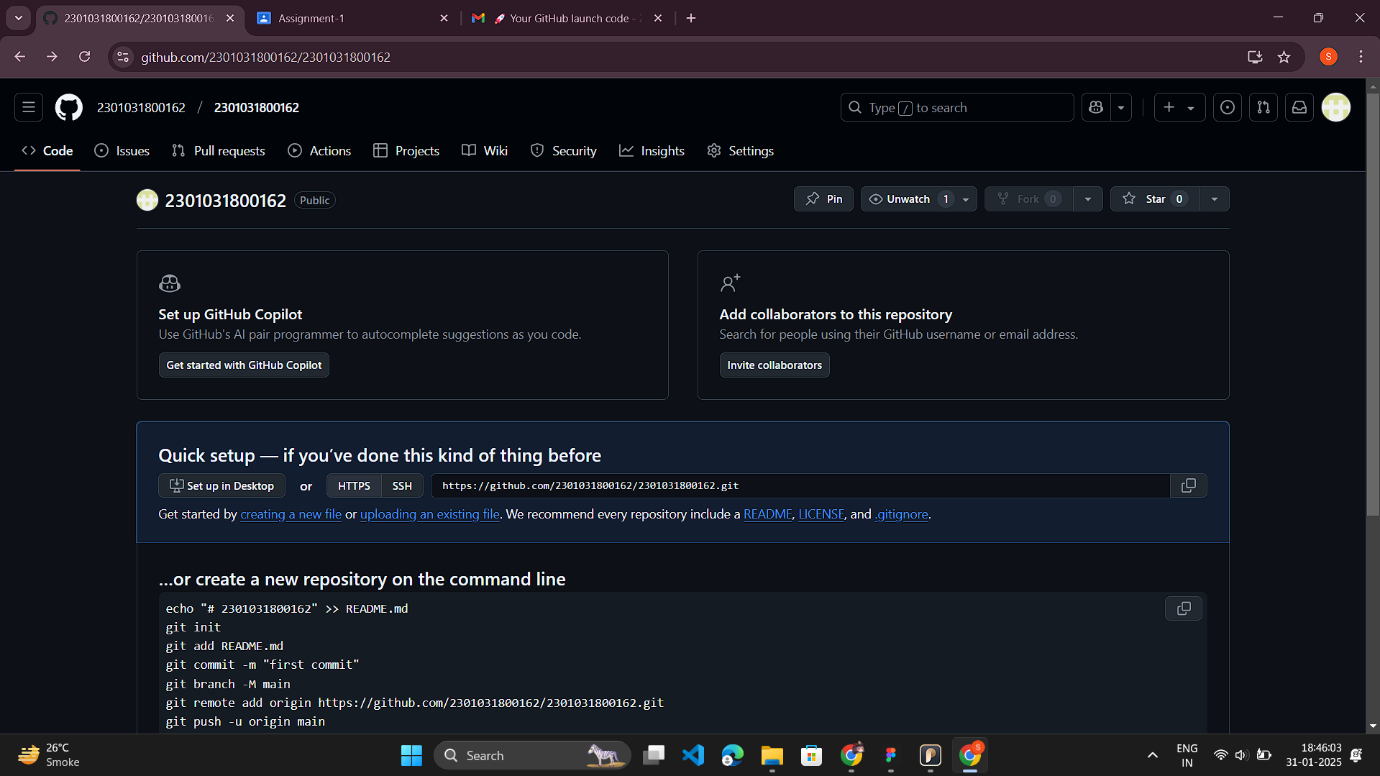 2301031800162/230103180016
Assignment-1
🚀 Your GitHub launch code -
github.com/2301031800162/2301031800162
S
2301031800162 / 2301031800162
Type / to search
Code Issues Pull requests Actions Projects Wiki Security Insights Settings
2301031800162 Public
Pin Unwatch 1 Fork 0 Star 0
Set up GitHub Copilot
Use GitHub's AI pair programmer to autocomplete suggestions as you code.
Get started with GitHub Copilot
Add collaborators to this repository
Search for people using their GitHub username or email address.
Invite collaborators
Quick setup — if you’ve done this kind of thing before
Set up in Desktop or HTTPS SSH https://github.com/2301031800162/2301031800162.git
Get started by creating a new file or uploading an existing file. We recommend every repository include a README, LICENSE, and .gitignore.
…or create a new repository on the command line
echo "# 2301031800162" >> README.md
git init
git add README.md
git commit -m "first commit"
git branch -M main
git remote add origin https://github.com/2301031800162/2301031800162.git
git push -u origin main
26°C
Smoke
Search
S
ENG
IN
18:46:03
31-01-2025